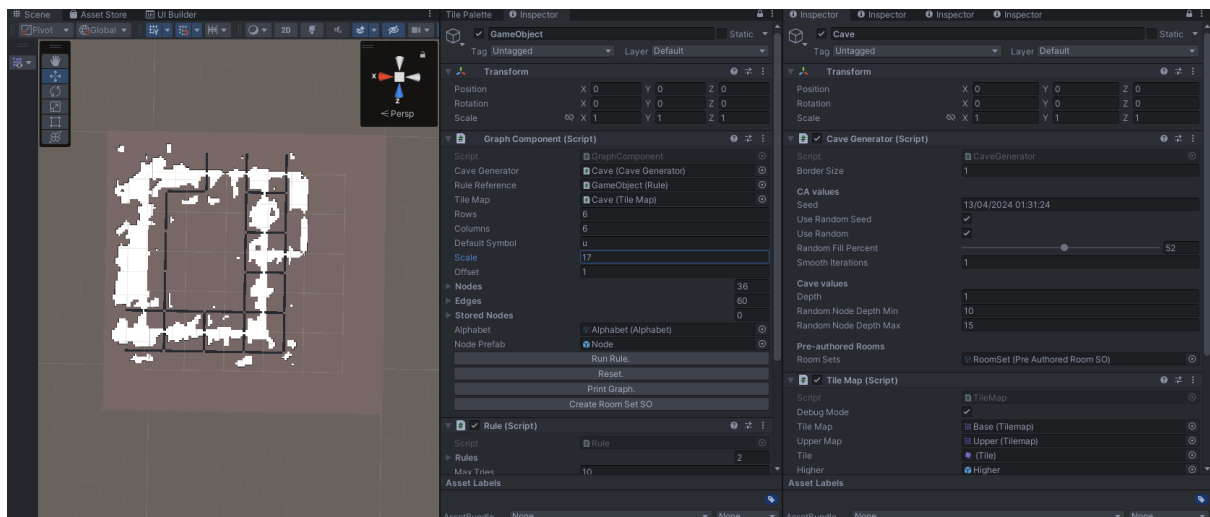 Scene Asset Store UI Builder
Pivot Global 2D
x
z
Persp
Tile Palette Inspector
GameObject Static
Tag Untagged Layer Default
Transform
Position X 0 Y 0 Z 0
Rotation X 0 Y 0 Z 0
Scale X 1 Y 1 Z 1
Graph Component (Script)
Script GraphComponent
Cave Generator Cave (Cave Generator)
Rule Reference GameObject (Rule)
Tile Map Cave (Tile Map)
Rows 6
Columns 6
Default Symbol u
Scale 17
Offset 1
Nodes 36
Edges 60
Stored Nodes 0
Alphabet Alphabet (Alphabet)
Node Prefab Node
Run Rule.
Reset.
Print Graph.
Create Room Set SO
Rule (Script)
Script Rule
Rules 2
Max Tries 10
Asset Labels
AssetBundle None None
Inspector Inspector Inspector Inspector
Cave Static
Tag Untagged Layer Default
Transform
Position X 0 Y 0 Z 0
Rotation X 0 Y 0 Z 0
Scale X 1 Y 1 Z 1
Cave Generator (Script)
Script CaveGenerator
Border Size 1
CA values
Seed 13/04/2024 01:31:24
Use Random Seed
Use Random
Random Fill Percent 52
Smooth Iterations 1
Cave values
Depth 1
Random Node Depth Min 10
Random Node Depth Max 15
Pre-authored Rooms
Room Sets RoomSet (Pre Authored Room SO)
Tile Map (Script)
Script TileMap
Debug Mode
Tile Map Base (Tilemap)
Upper Map Upper (Tilemap)
Tile (Tile)
Higher Higher
Asset Labels
AssetBundle None None